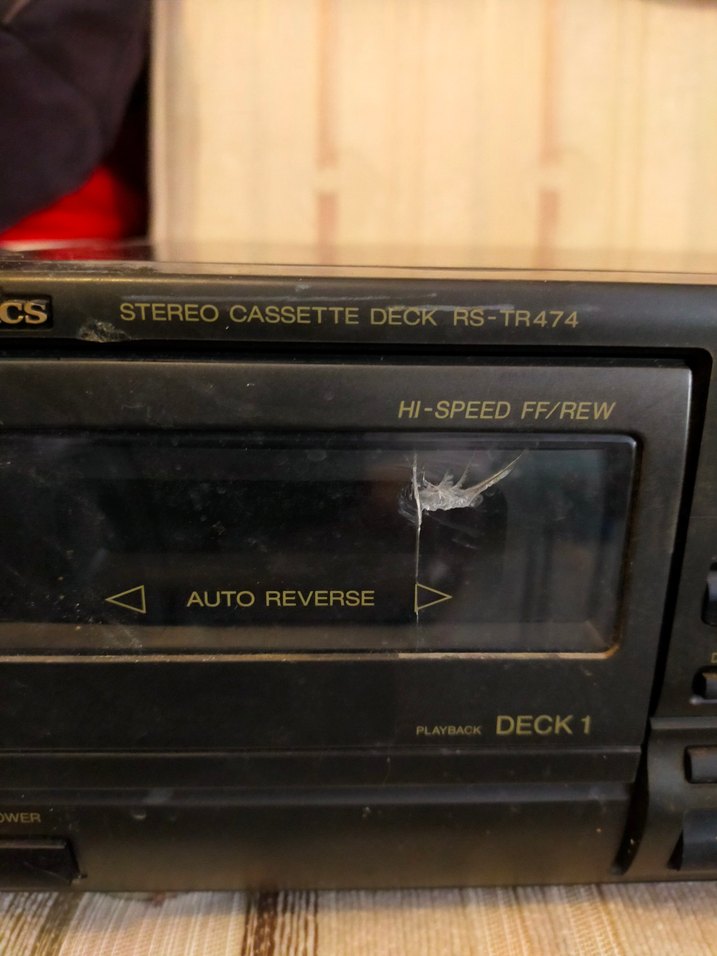 CS STEREO CASSETTE DECK RS-TR474
HI-SPEED FF/REW
AUTO REVERSE
PLAYBACK DECK 1
OWER